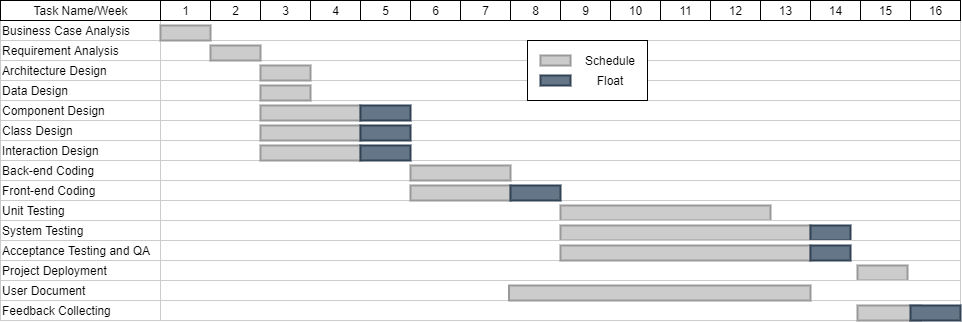 Task Name/Week 1 2 3 4 5 6 7 8 9 10 11 12 13 14 15 16
Business Case Analysis
Requirement Analysis
Schedule
Architecture Design
Float
Data Design
Component Design
Class Design
Interaction Design
Back-end Coding
Front-end Coding
Unit Testing
System Testing
Acceptance Testing and QA
Project Deployment
User Document
Feedback Collecting